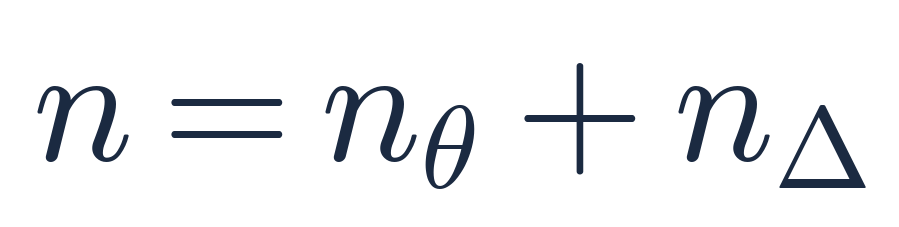 n = n_θ + n_Δ